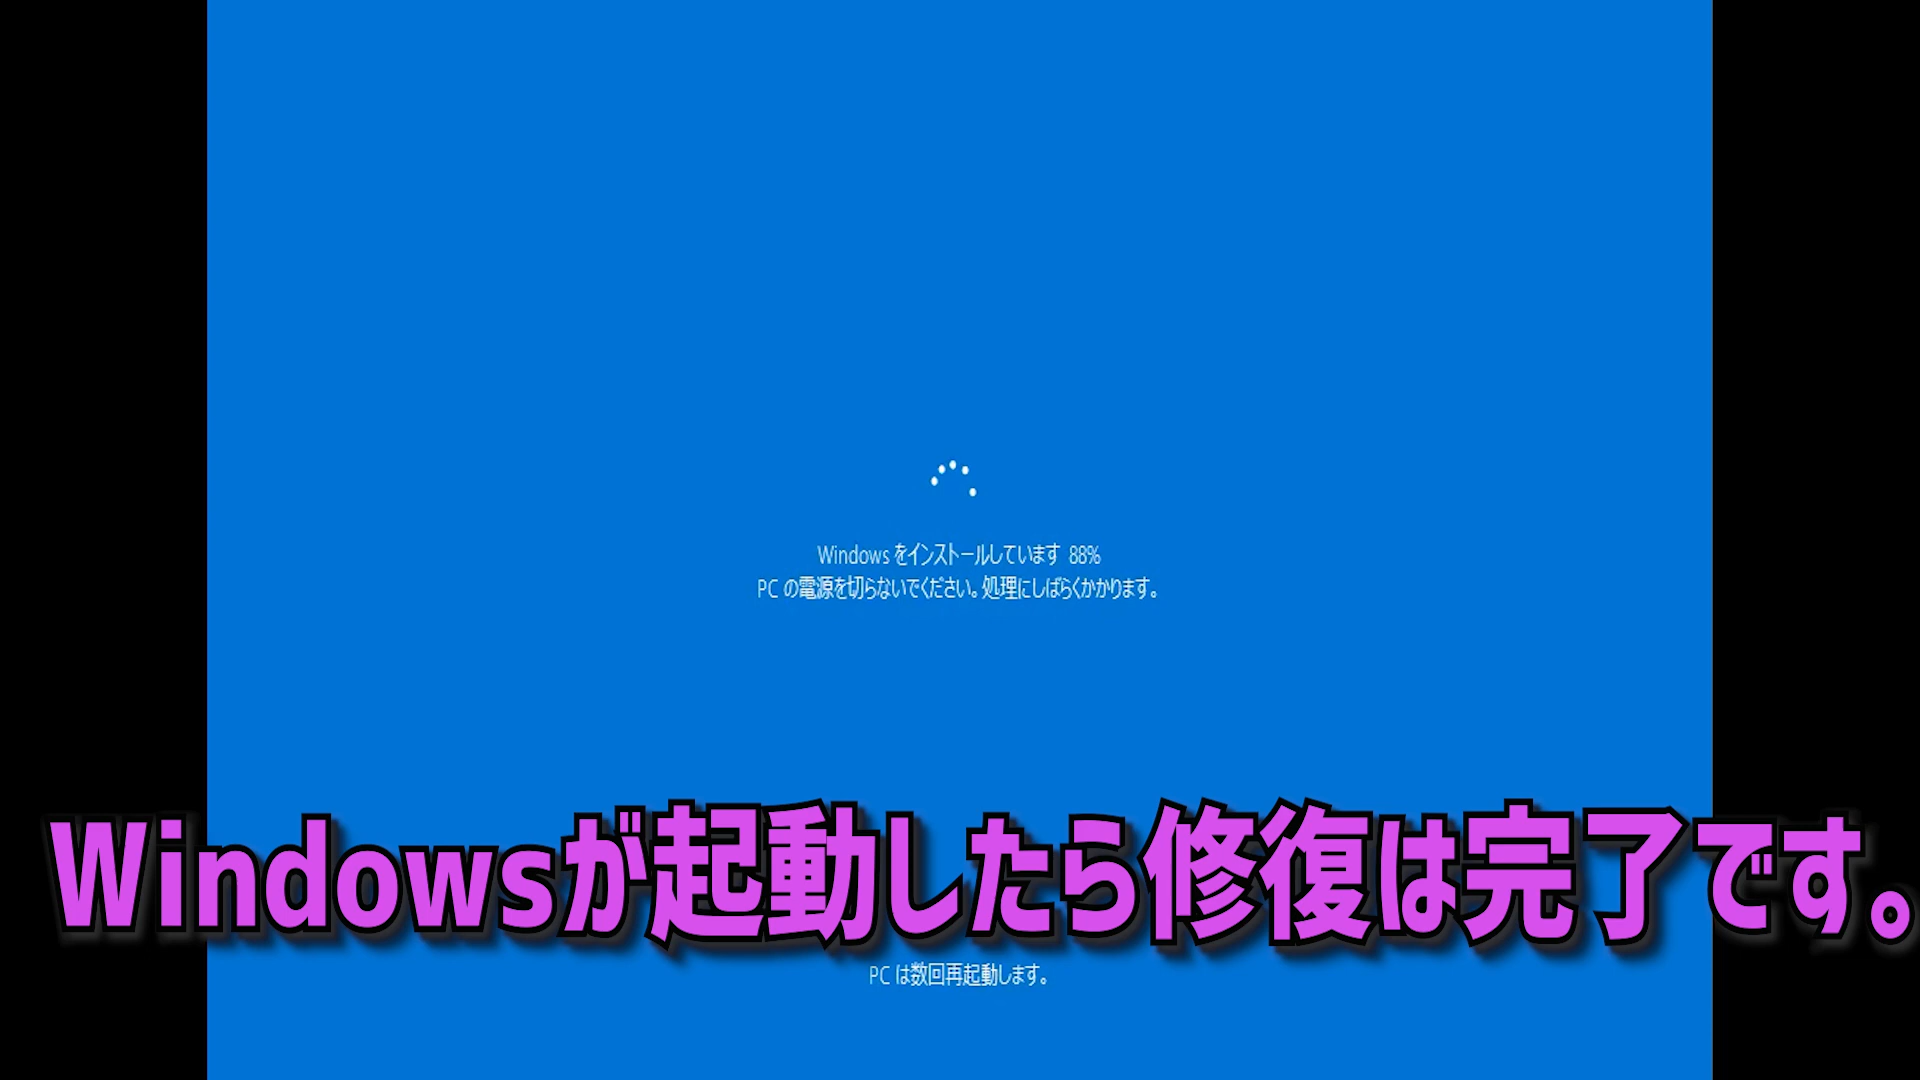 Windows をインストールしています 88%
PC の電源を切らないでください。処理にしばらくかかります。
Windowsが起動したら修復は完了です。
PC は数回再起動します。